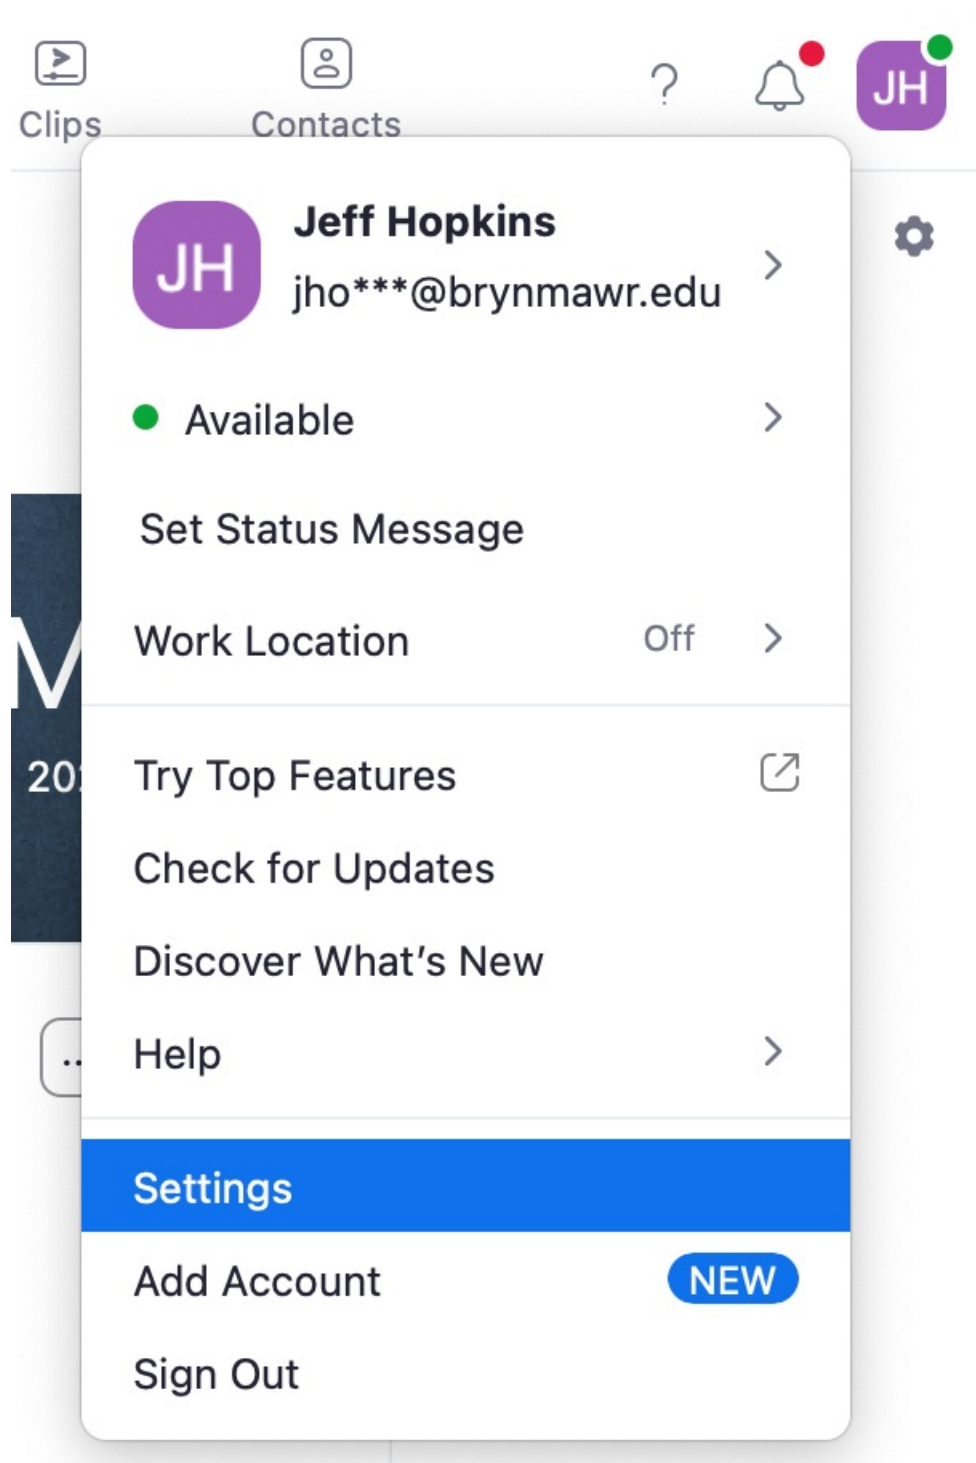 Clips
Contacts
?
JH
JH
Jeff Hopkins
jho***@brynmawr.edu
Available
Set Status Message
Work Location Off
M
Try Top Features
20
Check for Updates
Discover What's New
Help
..
Settings
Add Account NEW
Sign Out